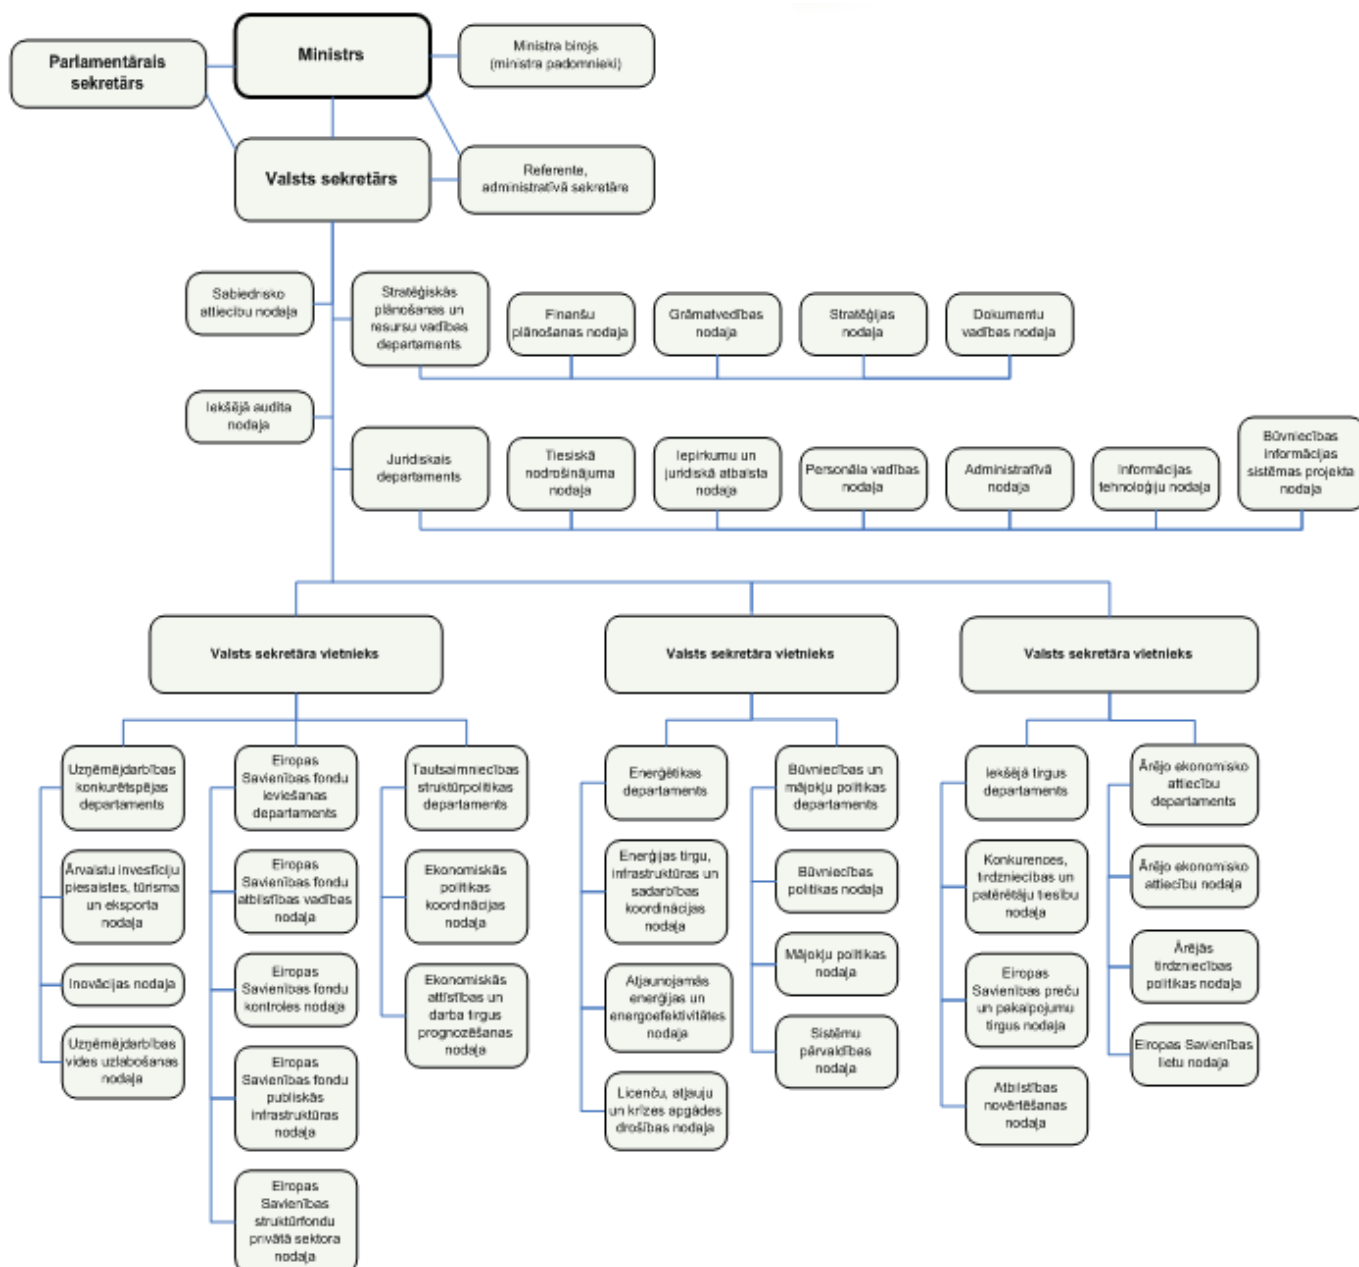 Parlamentārais
sekretārs
Ministrs
Ministra birojs
(ministra padomnieki)
Valsts sekretārs
Referente,
administratīvā sekretāre
Sabiedrisko
attiecību nodaļa
Stratēģiskās
plānošanas un
resursu vadības
departaments
Finanšu
plānošanas nodaļa
Grāmatvedības
nodaļa
Stratēģijas
nodaļa
Dokumentu
vadības nodaļa
Iekšējā audita
nodaļa
Juridiskais
departaments
Tiesiskā
nodrošinājuma
nodaļa
Iepirkumu un
juridiskā atbalsta
nodaļa
Personāla vadības
nodaļa
Administratīvā
nodaļa
Informācijas
tehnoloģiju nodaļa
Būvniecības
informācijas
sistēmas projekta
nodaļa
Valsts sekretāra vietnieks
Valsts sekretāra vietnieks
Valsts sekretāra vietnieks
Uzņēmējdarbības
konkurētspējas
departaments
Ārvalstu investīciju
piesaistes, tūrisma
un eksporta
nodaļa
Inovācijas nodaļa
Uzņēmējdarbības
vides uzlabošanas
nodaļa
Eiropas
Savienības fondu
ieviešanas
departaments
Eiropas
Savienības fondu
atbilstības vadības
nodaļa
Eiropas
Savienības fondu
kontroles nodaļa
Eiropas
Savienības fondu
publiskās
infrastruktūras
nodaļa
Eiropas
Savienības
struktūrfondu
privātā sektora
nodaļa
Tautsaimniecības
struktūrpolitikas
departaments
Ekonomiskās
politikas
koordinācijas
nodaļa
Ekonomiskās
attīstības un
darba tirgus
prognozēšanas
nodaļa
Enerģētikas
departaments
Enerģijas tirgu,
infrastruktūras un
sadarbības
koordinācijas
nodaļa
Atjaunojamās
enerģijas un
energoefektivitātes
nodaļa
Licenču, atļauju
un krīzes apgādes
drošības nodaļa
Būvniecības un
mājokļu politikas
departaments
Būvniecības
politikas nodaļa
Mājokļu politikas
nodaļa
Sistēmu
pārvaldības
nodaļa
Iekšējā tirgus
departaments
Konkurences,
tirdzniecības un
patērētāju tiesību
nodaļa
Eiropas
Savienības preču
un pakalpojumu
tirgus nodaļa
Atbilstības
novērtēšanas
nodaļa
Ārējo ekonomisko
attiecību
departaments
Ārējo ekonomisko
attiecību nodaļa
Ārējās
tirdzniecības
politikas nodaļa
Eiropas Savienības
lietu nodaļa